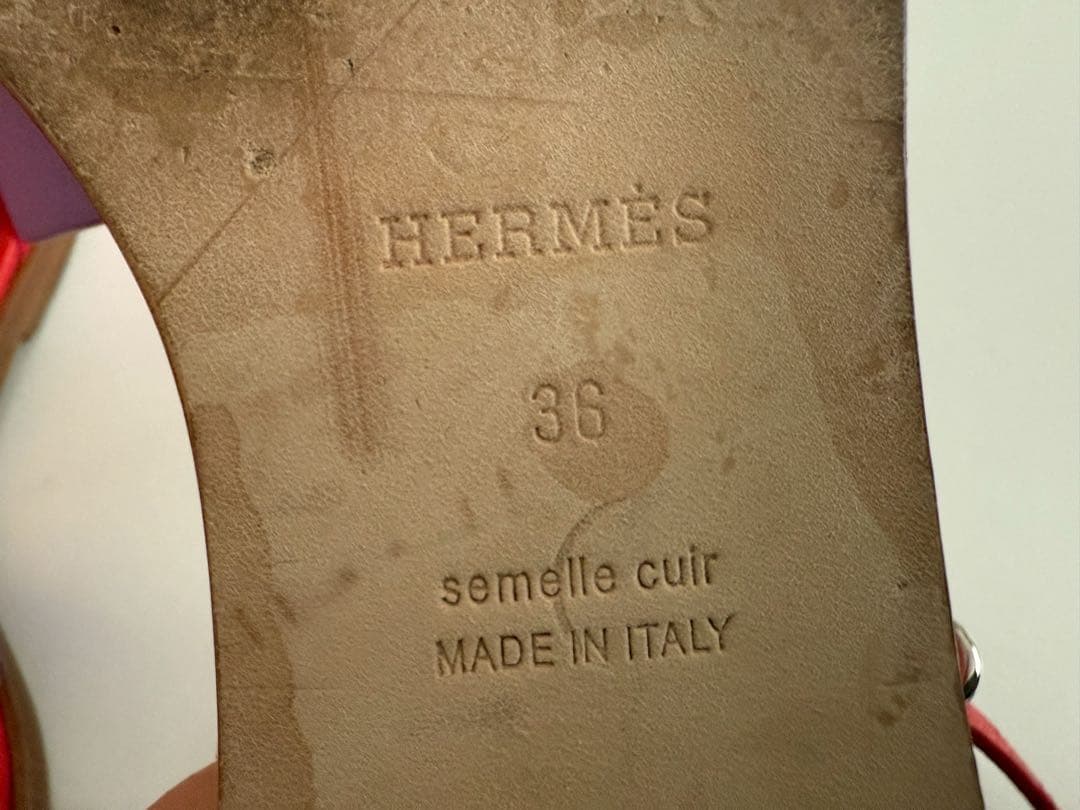 HERMÈS
36
semelle cuir
MADE IN ITALY